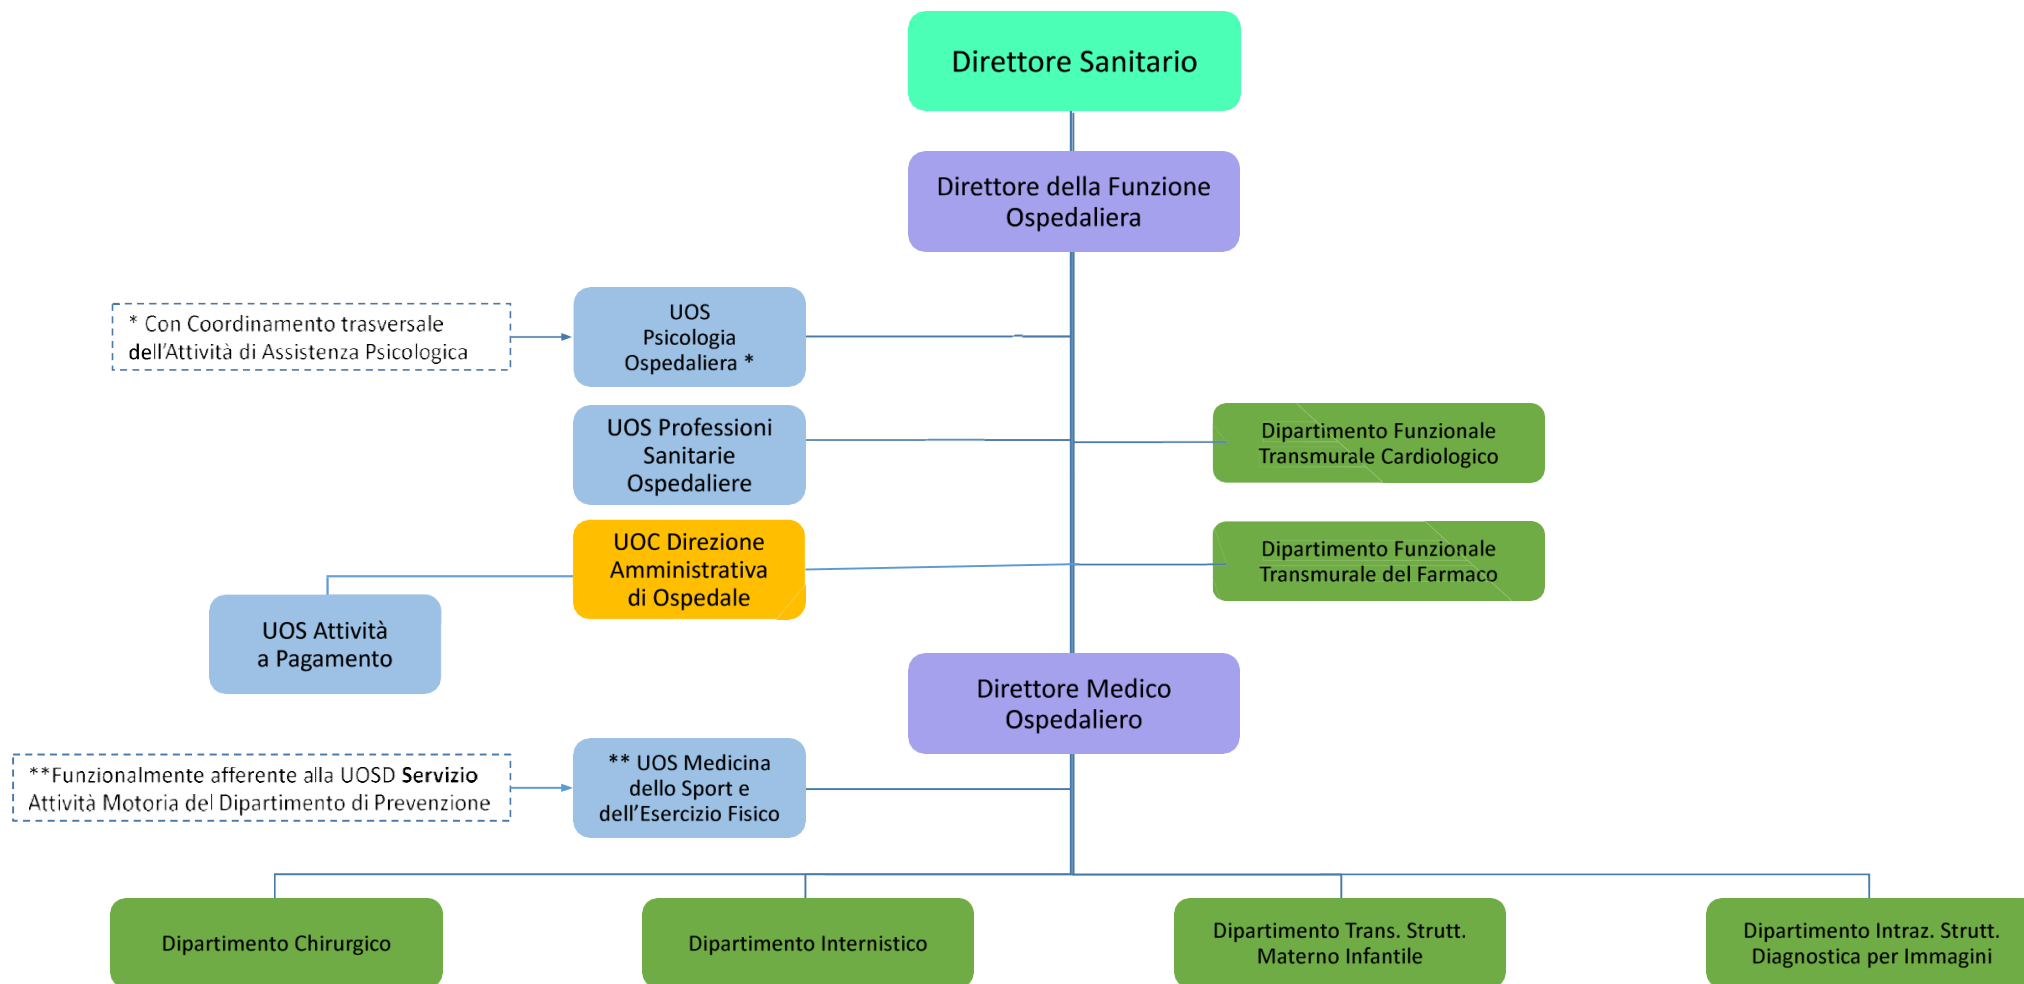 Direttore Sanitario
Direttore della Funzione
Ospedaliera
* Con Coordinamento trasversale
dell'Attività di Assistenza Psicologica
UOS
Psicologia
Ospedaliera *
UOS Professioni
Sanitarie
Ospedaliere
Dipartimento Funzionale
Transmurale Cardiologico
UOC Direzione
Amministrativa
di Ospedale
Dipartimento Funzionale
Transmurale del Farmaco
UOS Attività
a Pagamento
Direttore Medico
Ospedaliero
**Funzionalmente afferente alla UOSD Servizio
Attività Motoria del Dipartimento di Prevenzione
** UOS Medicina
dello Sport e
dell'Esercizio Fisico
Dipartimento Chirurgico
Dipartimento Internistico
Dipartimento Trans. Strutt.
Materno Infantile
Dipartimento Intraz. Strutt.
Diagnostica per Immagini